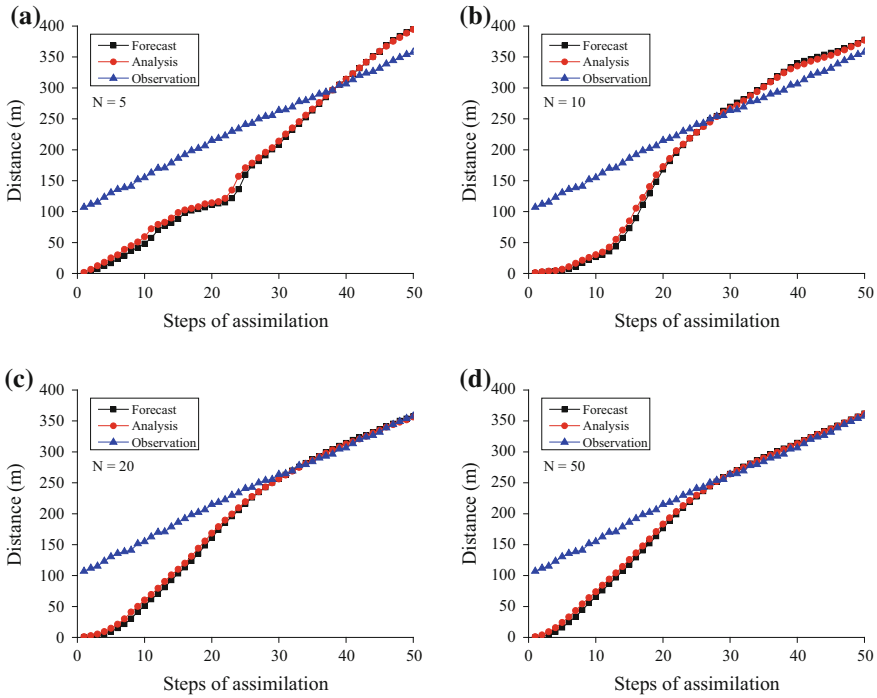 (a)
400
350
300
250
200
150
100
50
0
Distance (m)
Forecast
Analysis
Observation
N = 5
0 10 20 30 40 50
Steps of assimilation
(b)
400
350
300
250
200
150
100
50
0
Distance (m)
Forecast
Analysis
Observation
N = 10
0 10 20 30 40 50
Steps of assimilation
(c)
400
350
300
250
200
150
100
50
0
Distance (m)
Forecast
Analysis
Observation
N = 20
0 10 20 30 40 50
Steps of assimilation
(d)
400
350
300
250
200
150
100
50
0
Distance (m)
Forecast
Analysis
Observation
N = 50
0 10 20 30 40 50
Steps of assimilation